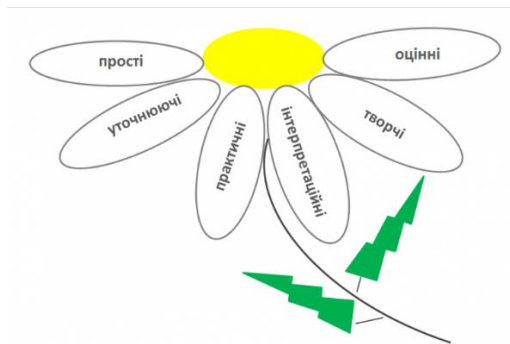 прості
уточнюючі
практичні
інтерпретаційні
творчі
оцінні